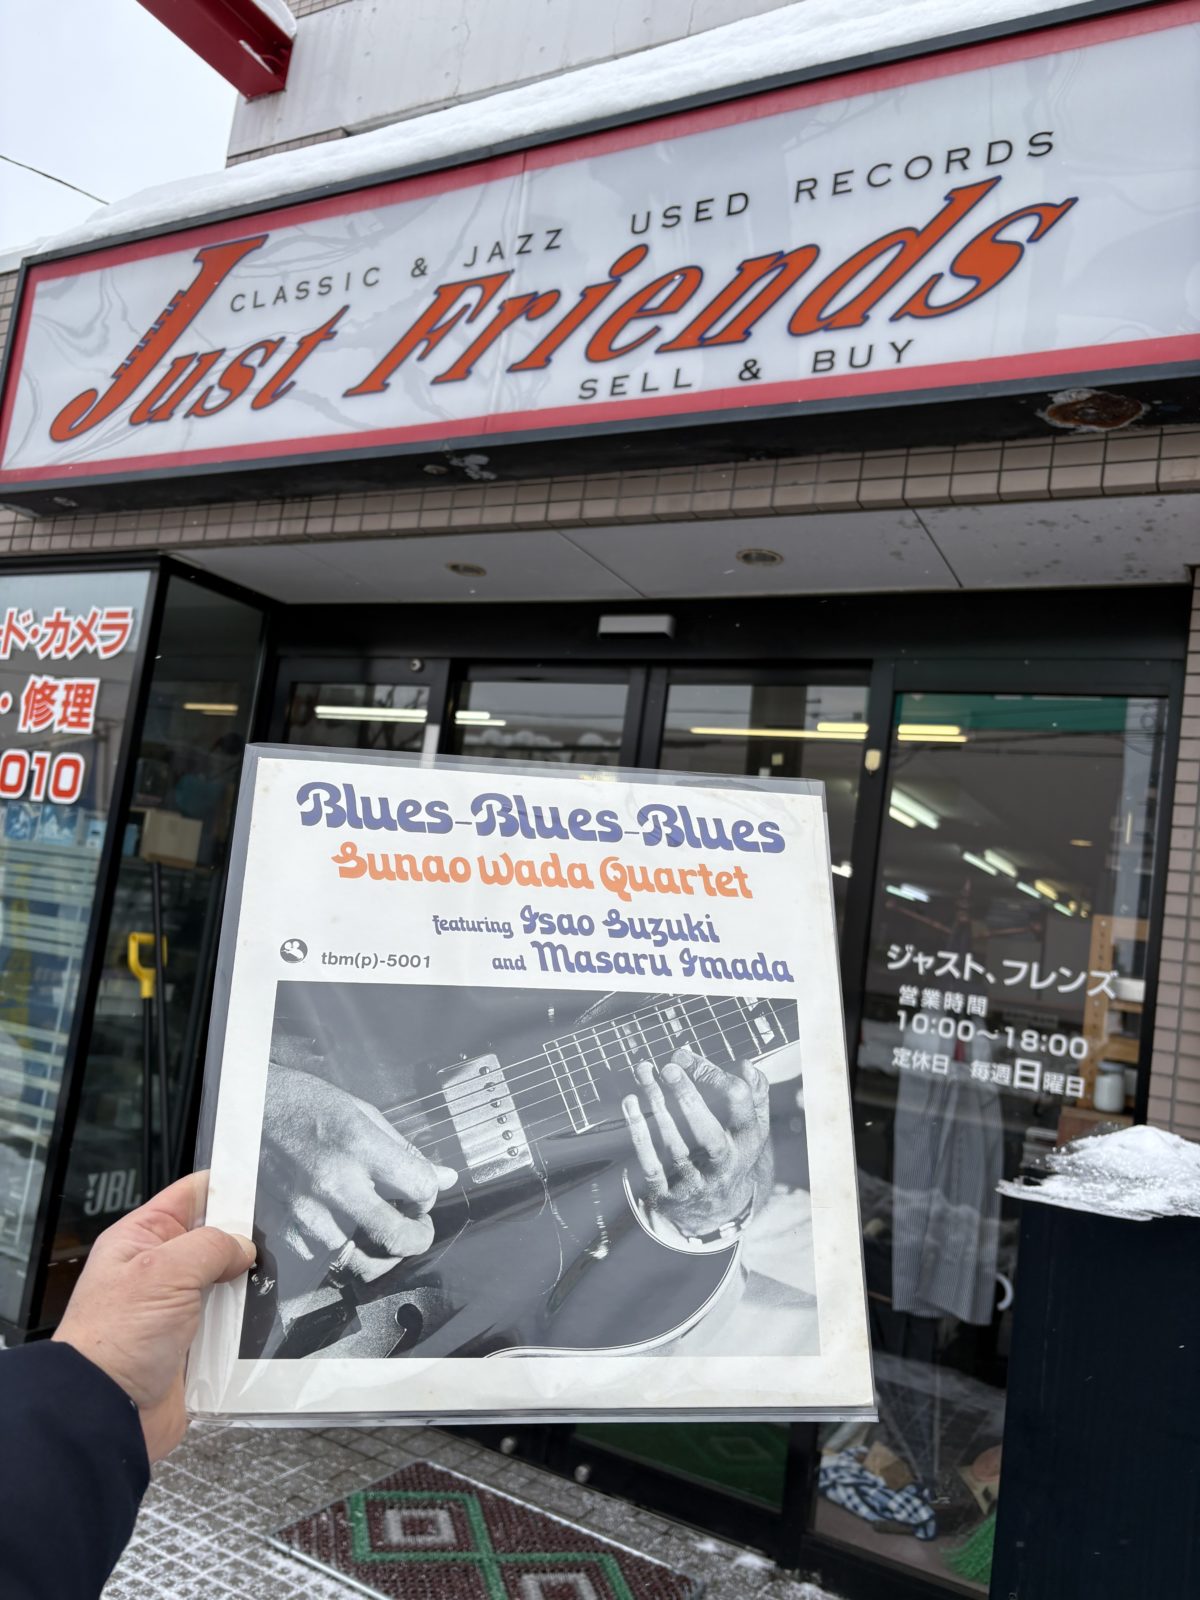 CLASSIC & JAZZ USED RECORDS
Just Friends
SELL & BUY
ド・カメラ
・修理
010
Blues-Blues-Blues
Sunao Wada Quartet
featuring Isao Suzuki
and Masaru Imada
tbm(p)-5001
ジャスト、フレンズ
営業時間
10:00～18:00
定休日 毎週日曜日
JBL